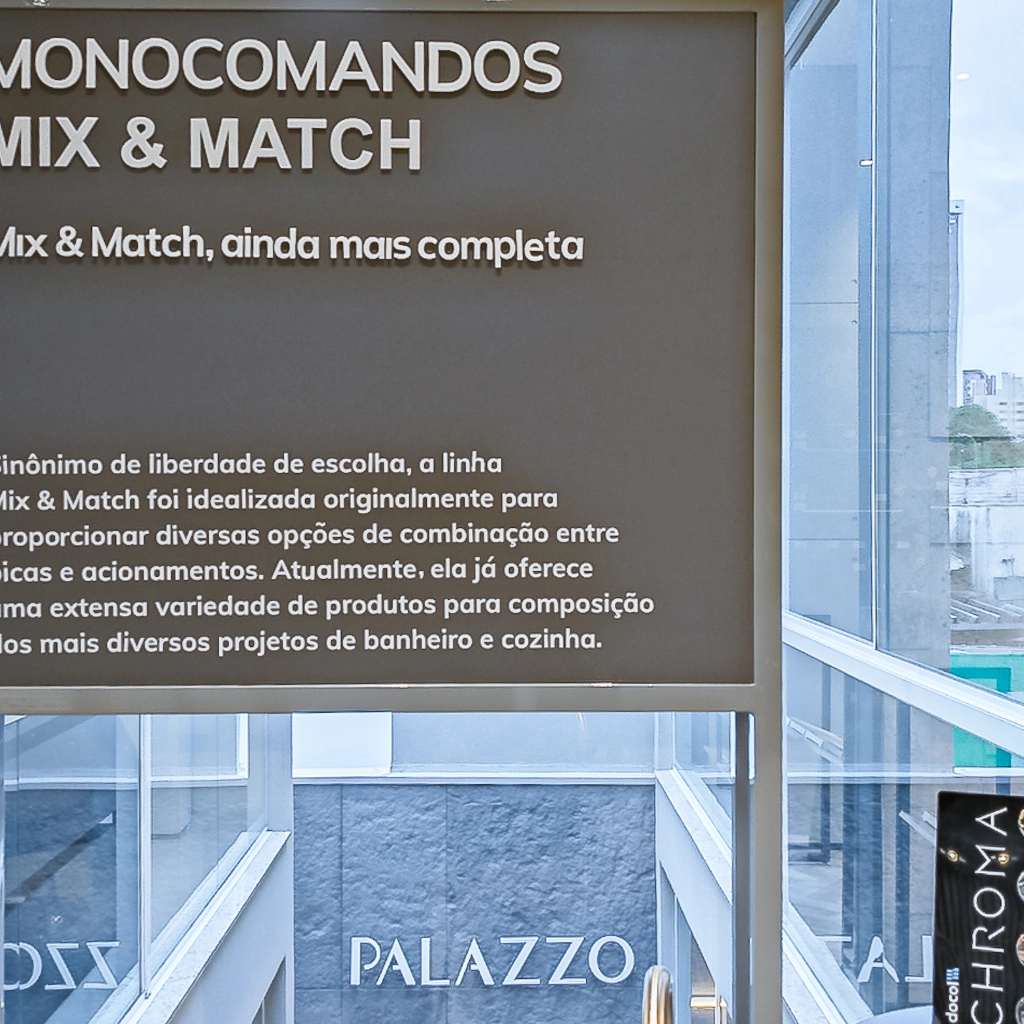 MONOCOMANDOS
MIX & MATCH
Mix & Match, ainda mais completa
Sinônimo de liberdade de escolha, a linha
Mix & Match foi idealizada originalmente para
proporcionar diversas opções de combinação entre
bicas e acionamentos. Atualmente, ela já oferece
uma extensa variedade de produtos para composição
dos mais diversos projetos de banheiro e cozinha.
PALAZZO
docol
CHROMA